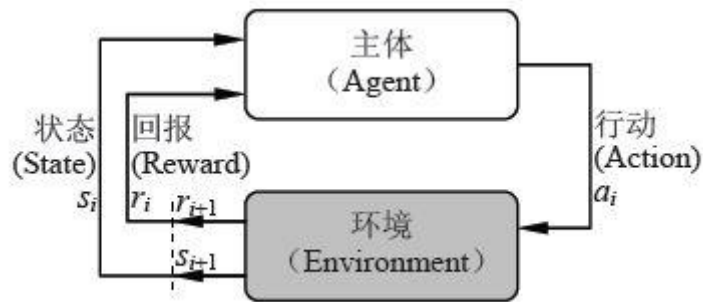 主体
（Agent）
状态
(State)
s_i
回报
(Reward)
r_i
r_{i+1}
行动
(Action)
a_i
环境
（Environment）
s_{i+1}